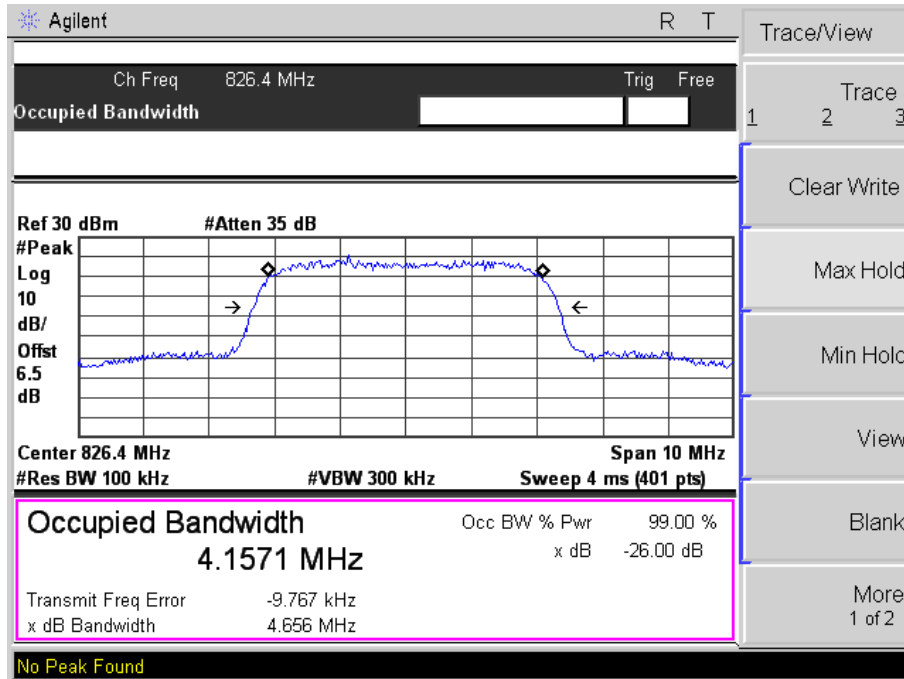 Agilent R T
Trace/View
Ch Freq 826.4 MHz Trig Free
Occupied Bandwidth
Trace
1 2 3
Clear Write
Ref 30 dBm #Atten 35 dB
#Peak
Log
10
dB/
Offst
6.5
dB
Max Hold
Min Hold
View
Center 826.4 MHz Span 10 MHz
#Res BW 100 kHz #VBW 300 kHz Sweep 4 ms (401 pts)
Occupied Bandwidth
4.1571 MHz
Occ BW % Pwr 99.00 %
x dB -26.00 dB
Transmit Freq Error -9.767 kHz
x dB Bandwidth 4.656 MHz
Blank
More
1 of 2
No Peak Found